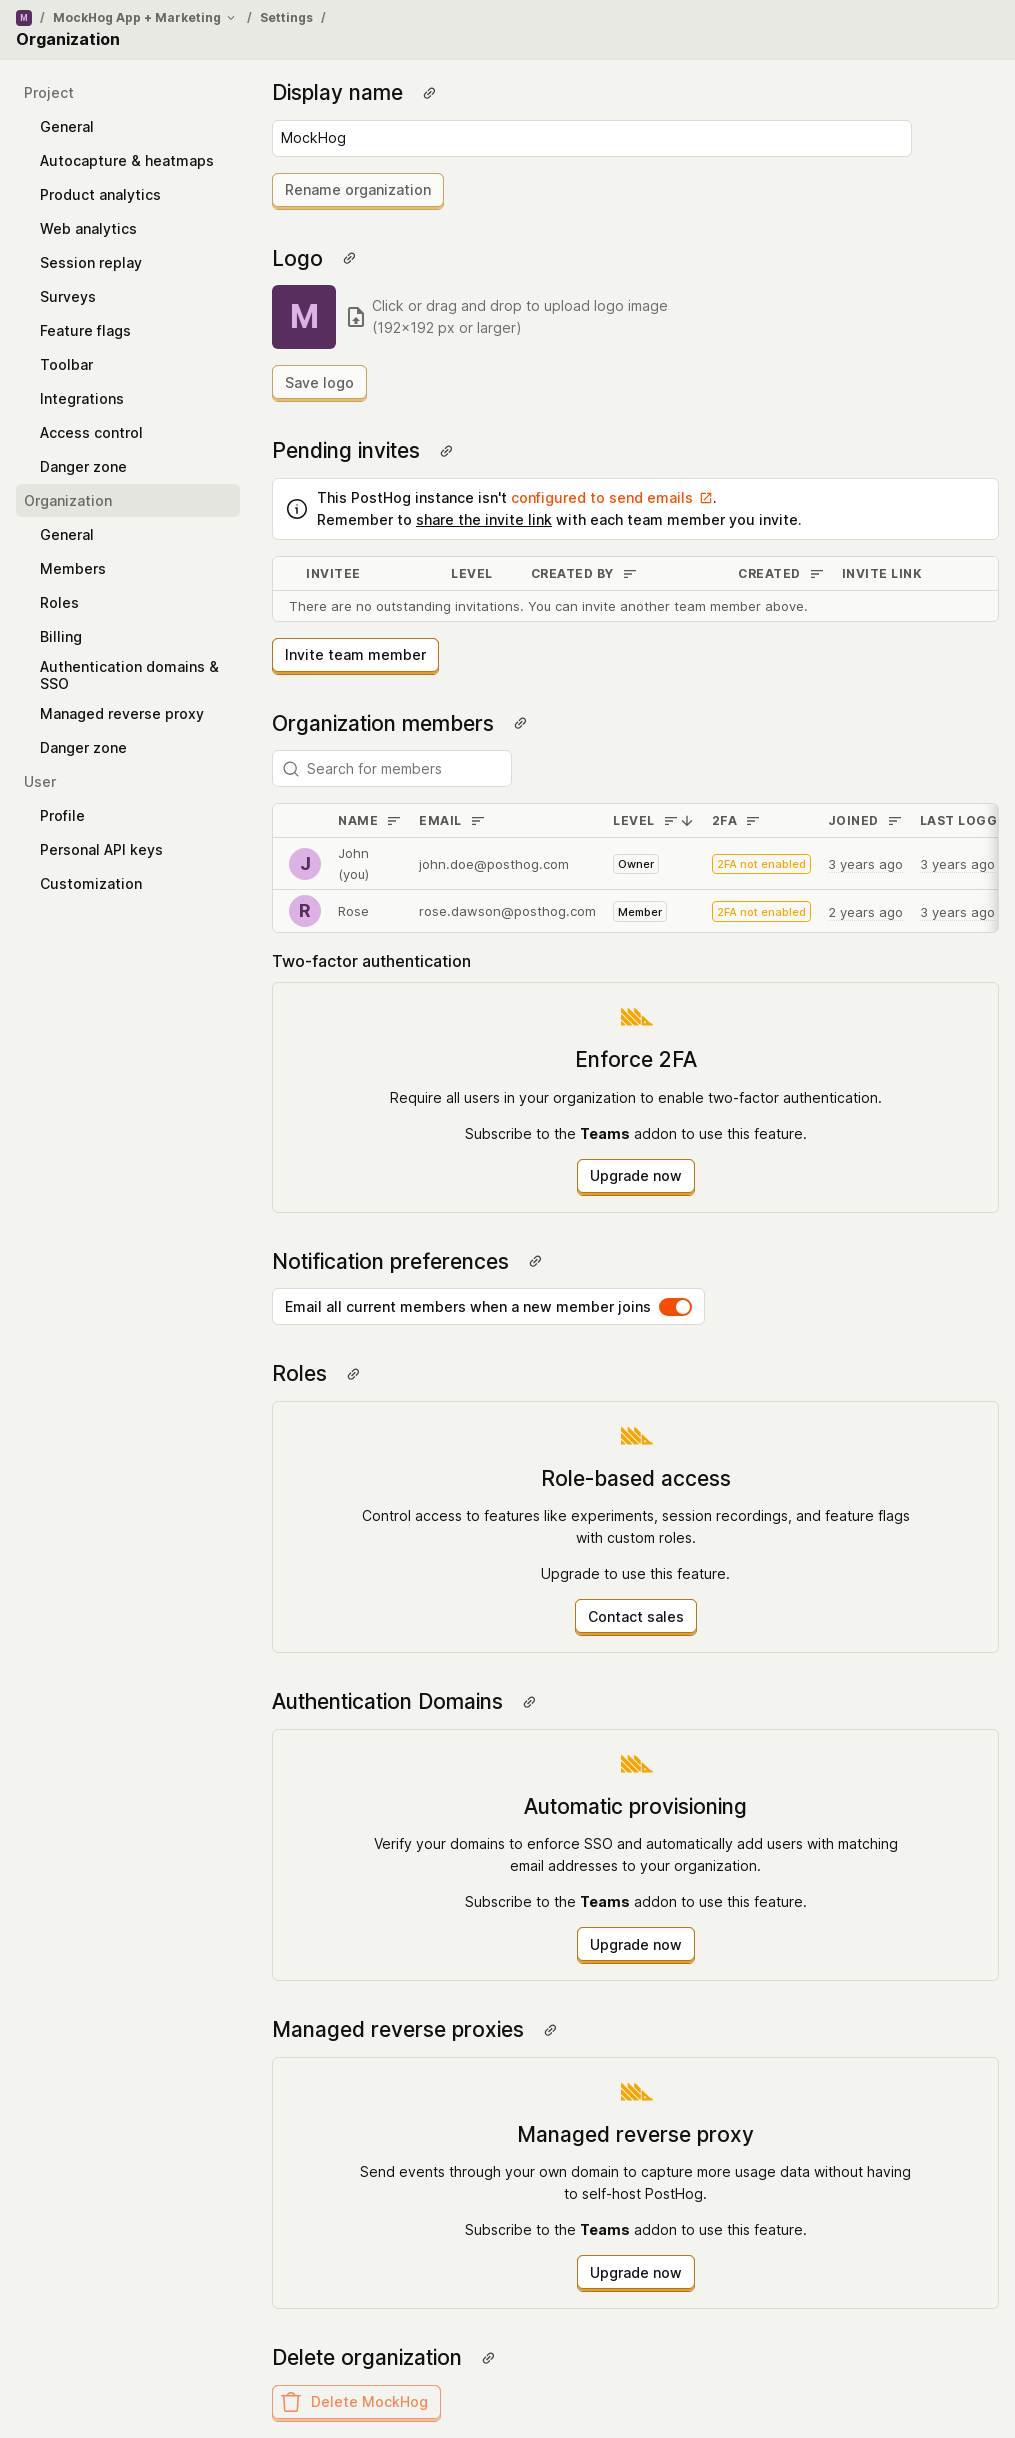 M / MockHog App + Marketing / Settings /
Organization
Project
General
Autocapture & heatmaps
Product analytics
Web analytics
Session replay
Surveys
Feature flags
Toolbar
Integrations
Access control
Danger zone
Organization
General
Members
Roles
Billing
Authentication domains &
SSO
Managed reverse proxy
Danger zone
User
Profile
Personal API keys
Customization
Display name
MockHog
Rename organization
Logo
M
Click or drag and drop to upload logo image
(192×192 px or larger)
Save logo
Pending invites
This PostHog instance isn't configured to send emails.
Remember to share the invite link with each team member you invite.
INVITEE LEVEL CREATED BY CREATED INVITE LINK
There are no outstanding invitations. You can invite another team member above.
Invite team member
Organization members
Search for members
NAME EMAIL LEVEL 2FA JOINED LAST LOGG
J John (you) john.doe@posthog.com Owner 2FA not enabled 3 years ago 3 years ago
R Rose rose.dawson@posthog.com Member 2FA not enabled 2 years ago 3 years ago
Two-factor authentication
Enforce 2FA
Require all users in your organization to enable two-factor authentication.
Subscribe to the Teams addon to use this feature.
Upgrade now
Notification preferences
Email all current members when a new member joins
Roles
Role-based access
Control access to features like experiments, session recordings, and feature flags
with custom roles.
Upgrade to use this feature.
Contact sales
Authentication Domains
Automatic provisioning
Verify your domains to enforce SSO and automatically add users with matching
email addresses to your organization.
Subscribe to the Teams addon to use this feature.
Upgrade now
Managed reverse proxies
Managed reverse proxy
Send events through your own domain to capture more usage data without having
to self-host PostHog.
Subscribe to the Teams addon to use this feature.
Upgrade now
Delete organization
Delete MockHog